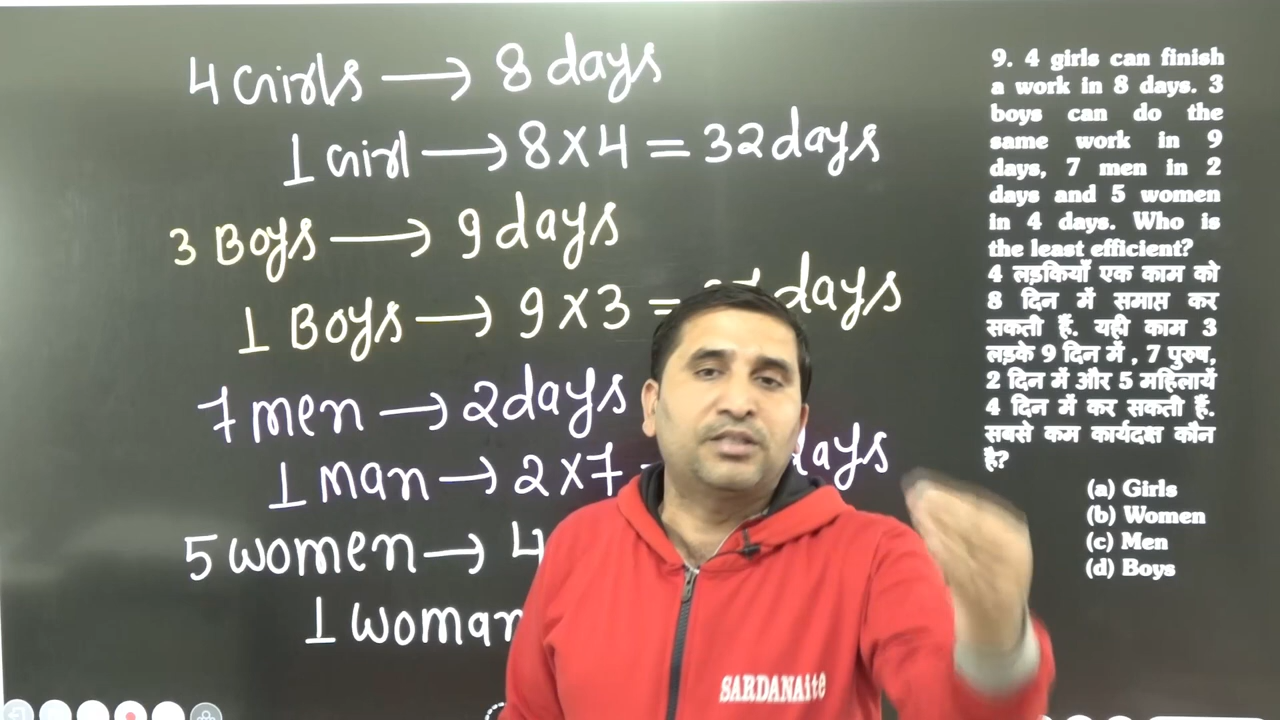 4 Girls → 8 days
1 Girl → 8×4 = 32 days
3 Boys → 9 days
1 Boys → 9×3 = days
7 men → 2 days
1 man → 2×7 days
5 women → 4
1 woman
9. 4 girls can finish
a work in 8 days. 3
boys can do the
same work in 9
days, 7 men in 2
days and 5 women
in 4 days. Who is
the least efficient?
4 लड़कियाँ एक काम को
8 दिन में समाप्त कर
सकती हैं. यही काम 3
लड़के 9 दिन में , 7 पुरुष,
2 दिन में और 5 महिलायें
4 दिन में कर सकती हैं.
सबसे कम कार्यदक्ष कौन
है?
(a) Girls
(b) Women
(c) Men
(d) Boys
SARDANAite